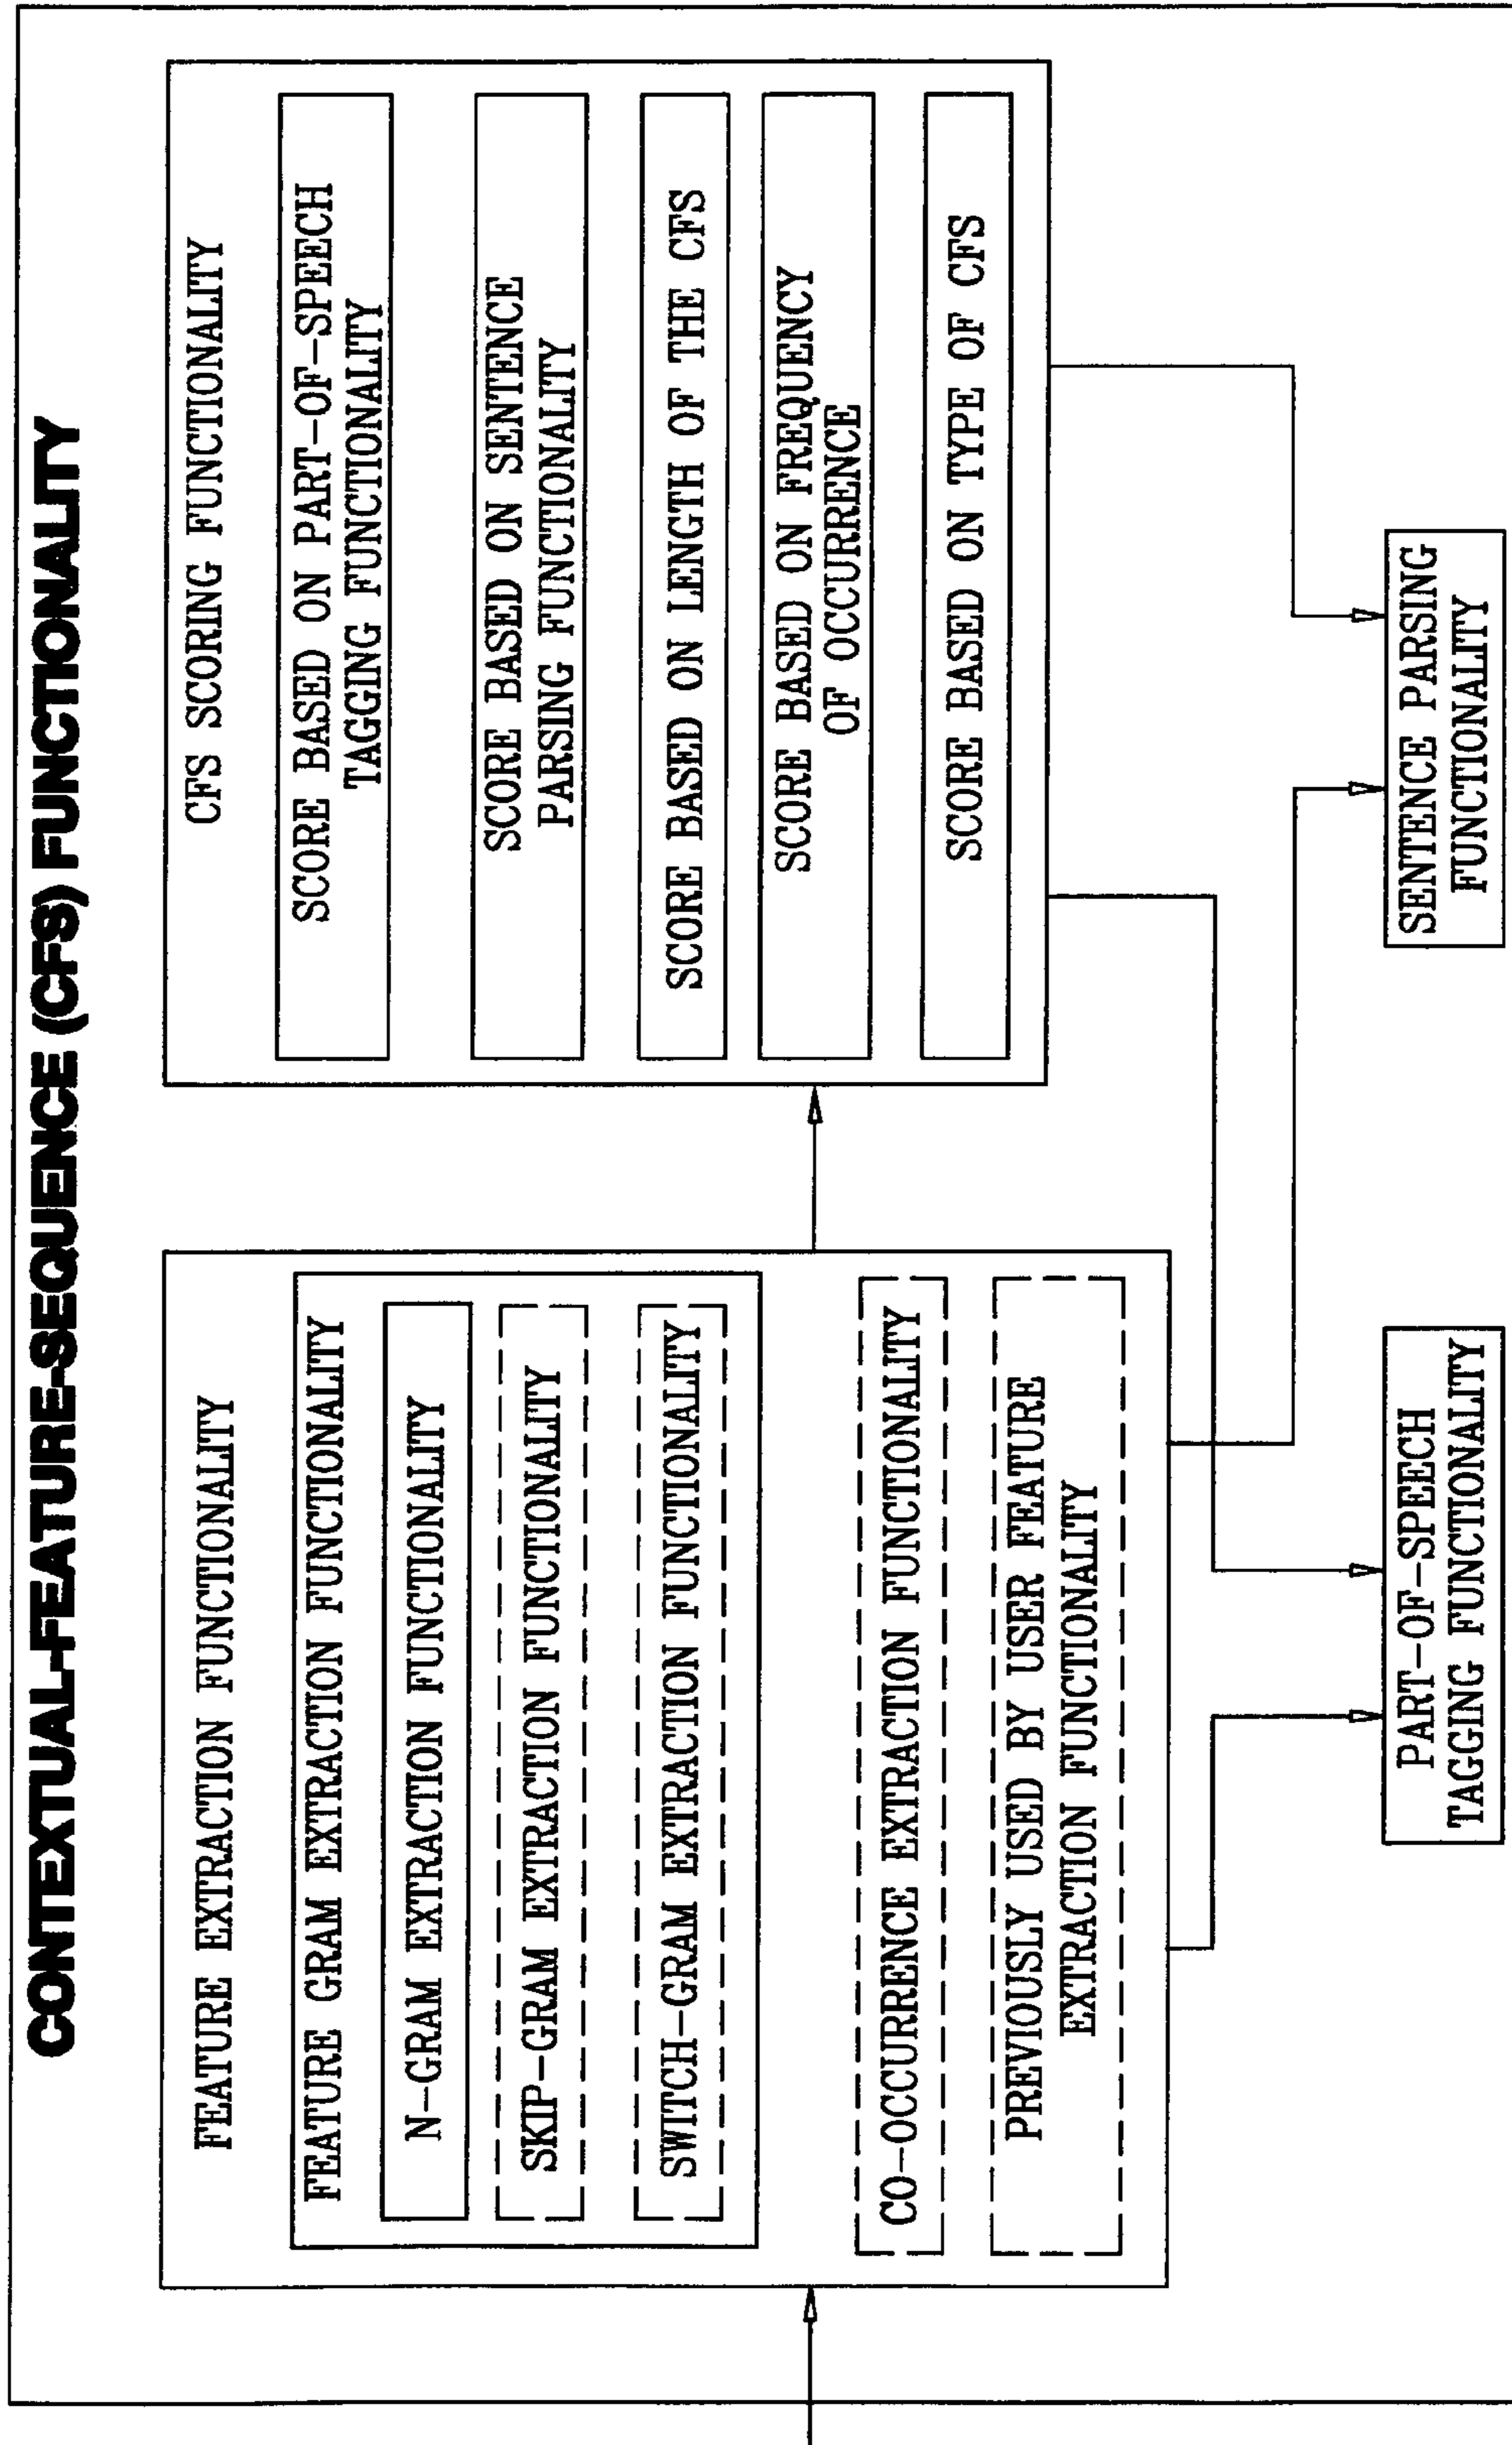 CONTEXTUAL-FEATURE-SEQUENCE (CFS) FUNCTIONALITY
FEATURE EXTRACTION FUNCTIONALITY
FEATURE GRAM EXTRACTION FUNCTIONALITY
N-GRAM EXTRACTION FUNCTIONALITY
SKIP-GRAM EXTRACTION FUNCTIONALITY
SWITCH-GRAM EXTRACTION FUNCTIONALITY
CO-OCCURRENCE EXTRACTION FUNCTIONALITY
PREVIOUSLY USED BY USER FEATURE
EXTRACTION FUNCTIONALITY
CFS SCORING FUNCTIONALITY
SCORE BASED ON PART-OF-SPEECH
TAGGING FUNCTIONALITY
SCORE BASED ON SENTENCE
PARSING FUNCTIONALITY
SCORE BASED ON LENGTH OF THE CFS
SCORE BASED ON FREQUENCY
OF OCCURRENCE
SCORE BASED ON TYPE OF CFS
PART-OF-SPEECH
TAGGING FUNCTIONALITY
SENTENCE PARSING
FUNCTIONALITY